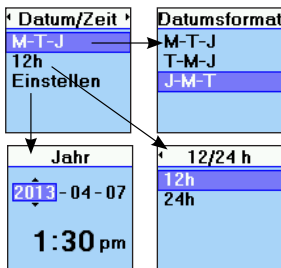 Datum/Zeit
M-T-J
12h
Einstellen
Datumsformat
M-T-J
T-M-J
J-M-T
Jahr
2013-04-07
1:30 pm
12/24 h
12h
24h